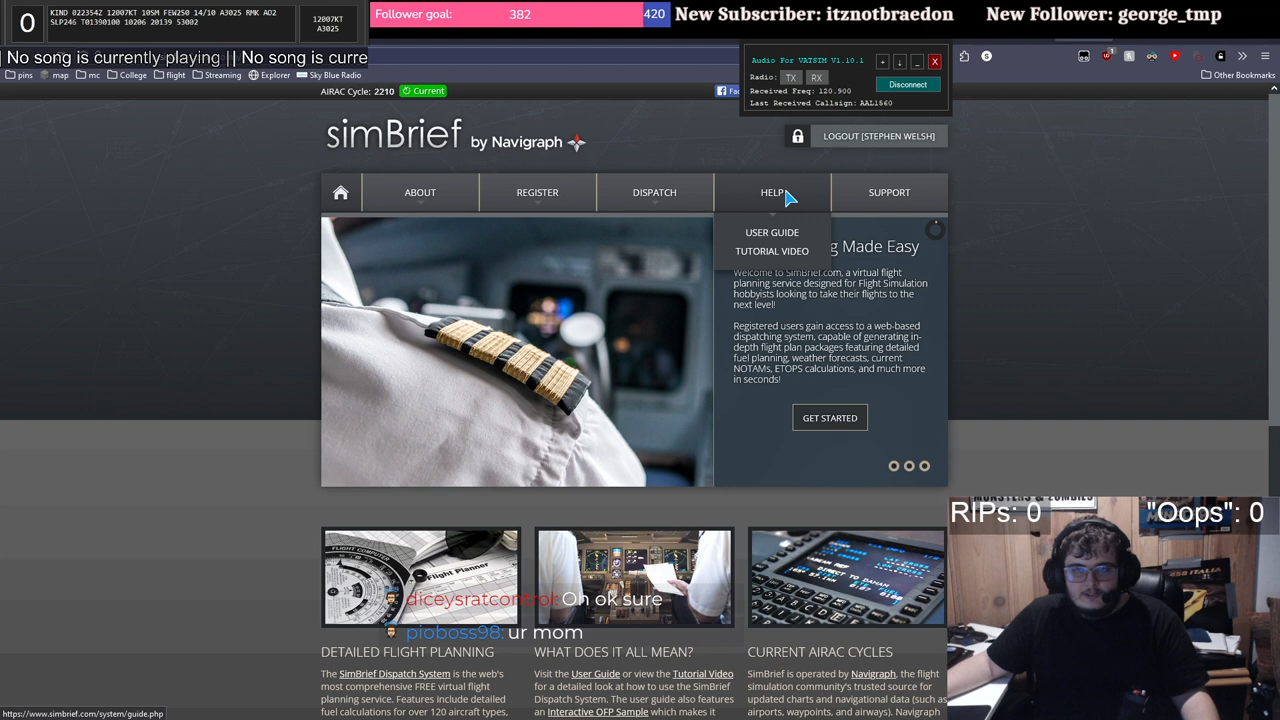 0
KIND 022354Z 12007KT 10SM FEW250 14/10 A3025 RMK AO2
SLP246 T01390100 10206 20139 53002
12007KT
A3025
Follower goal:
382
420
New Subscriber: itznotbraedon
New Follower: george_tmp
| No song is currently playing || No song is curre
Audio For VATSIM V1.10.1
Radio: TX RX
Received Freq: 120.900
Last Received Callsign: AAL1560
+ ↓ _ X
Disconnect
pins map mc College flight Streaming Explorer Sky Blue Radio
Other Bookmarks
AIRAC Cycle: 2210 Current
Fac
simBrief by Navigraph
LOGOUT [STEPHEN WELSH]
ABOUT REGISTER DISPATCH HELP SUPPORT
USER GUIDE
TUTORIAL VIDEO
g Made Easy
Welcome to SimBrief.com, a virtual flight
planning service designed for Flight Simulation
hobbyists looking to take their flights to the
next level!
Registered users gain access to a web-based
dispatching system, capable of generating in-
depth flight plan packages featuring detailed
fuel planning, weather forecasts, current
NOTAMs, ETOPS calculations, and much more
in seconds!
GET STARTED
RIPs: 0
"Oops": 0
FLIGHT COMPUTER
Flight Planner
diceysratcontrol: Oh ok sure
pioboss98: ur mom
DETAILED FLIGHT PLANNING
The SimBrief Dispatch System is the web's
most comprehensive FREE virtual flight
planning service. Features include detailed
fuel calculations for over 120 aircraft types,
WHAT DOES IT ALL MEAN?
Visit the User Guide or view the Tutorial Video
for a detailed look at how to use the SimBrief
Dispatch System. The user guide also features
an Interactive OFP Sample which makes it
CURRENT AIRAC CYCLES
SimBrief is operated by Navigraph, the flight
simulation community's trusted source for
updated charts and navigational data (such as
airports, waypoints, and airways). Navigraph
https://www.simbrief.com/system/guide.php